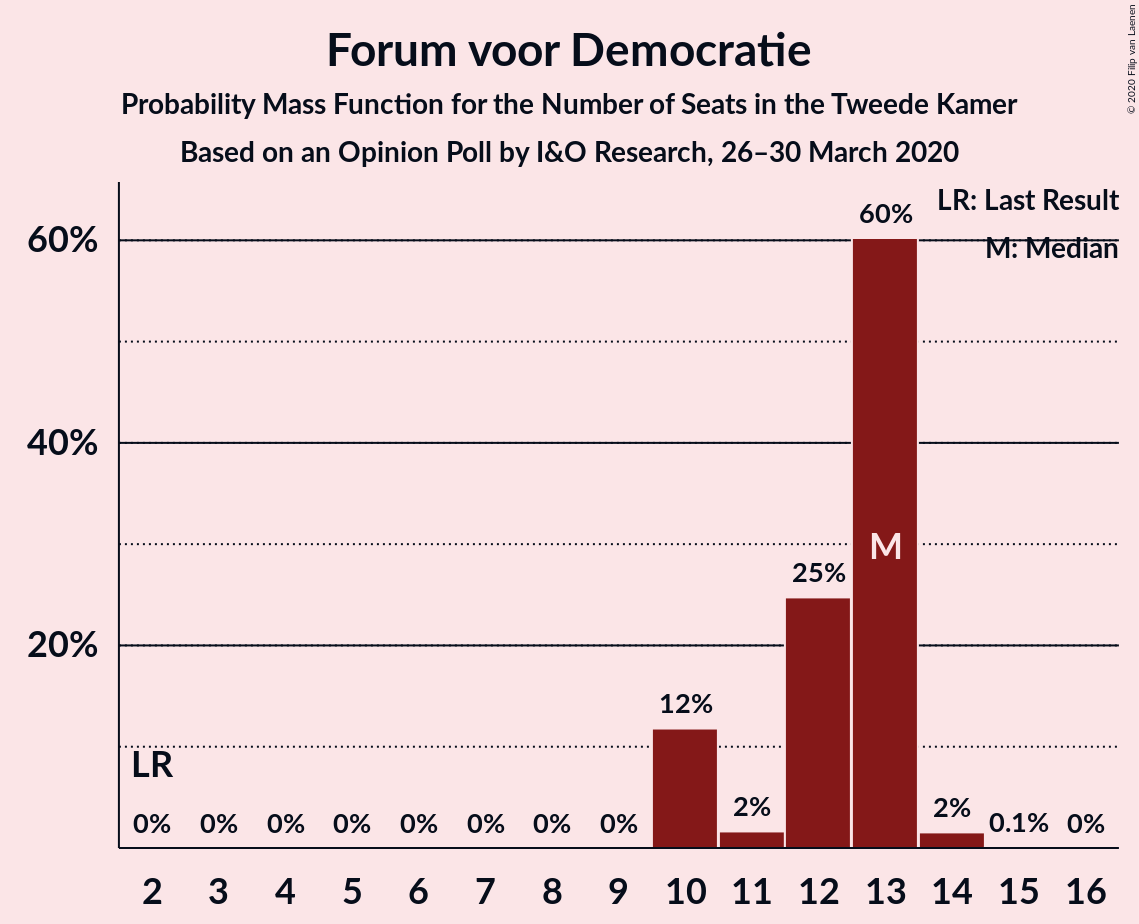 Forum voor Democratie
Probability Mass Function for the Number of Seats in the Tweede Kamer
Based on an Opinion Poll by I&O Research, 26–30 March 2020
© 2020 Filip van Laenen
LR: Last Result
M: Median
60%
40%
20%
LR
0% 0% 0% 0% 0% 0% 0% 0% 12% 2% 25% 60% 2% 0.1% 0%
M
2 3 4 5 6 7 8 9 10 11 12 13 14 15 16